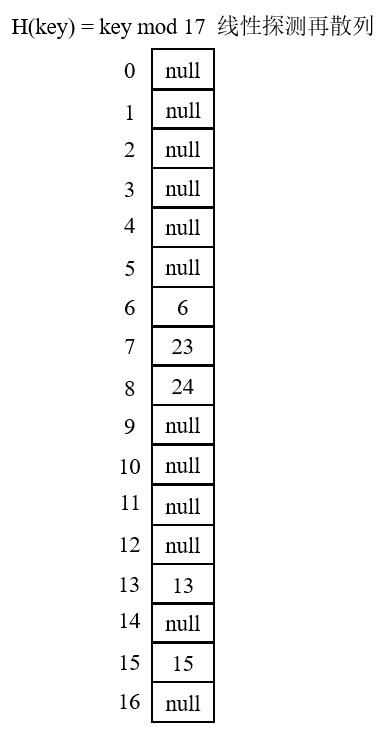 H(key) = key mod 17  线性探测再散列
0 null
1 null
2 null
3 null
4 null
5 null
6 6
7 23
8 24
9 null
10 null
11 null
12 null
13 13
14 null
15 15
16 null